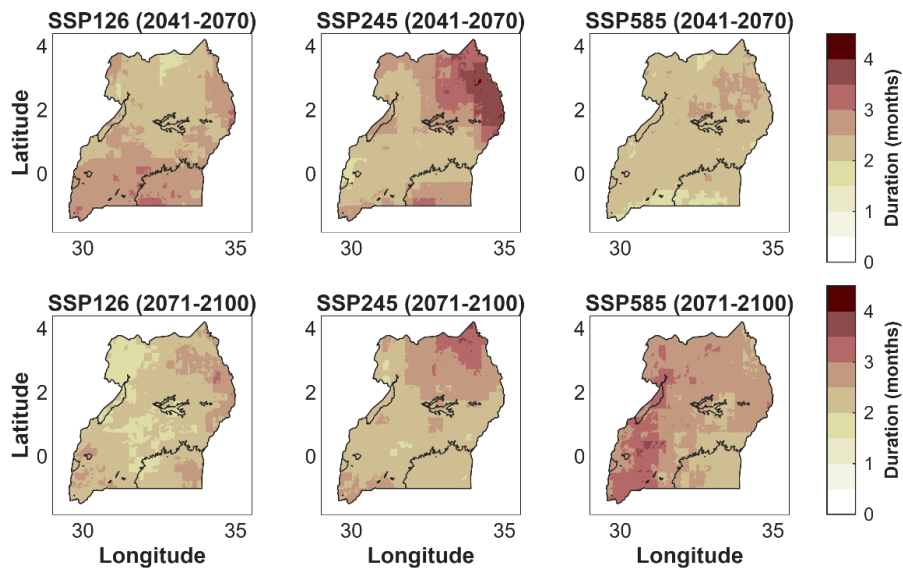 SSP126 (2041-2070) SSP245 (2041-2070) SSP585 (2041-2070)
4 4
Latitude 2 3 Duration (months)
0 2
1
30 35 30 35 30 35 0
SSP126 (2071-2100) SSP245 (2071-2100) SSP585 (2071-2100)
4 4
Latitude 2 3 Duration (months)
0 2
1
30 35 30 35 30 35 0
Longitude Longitude Longitude